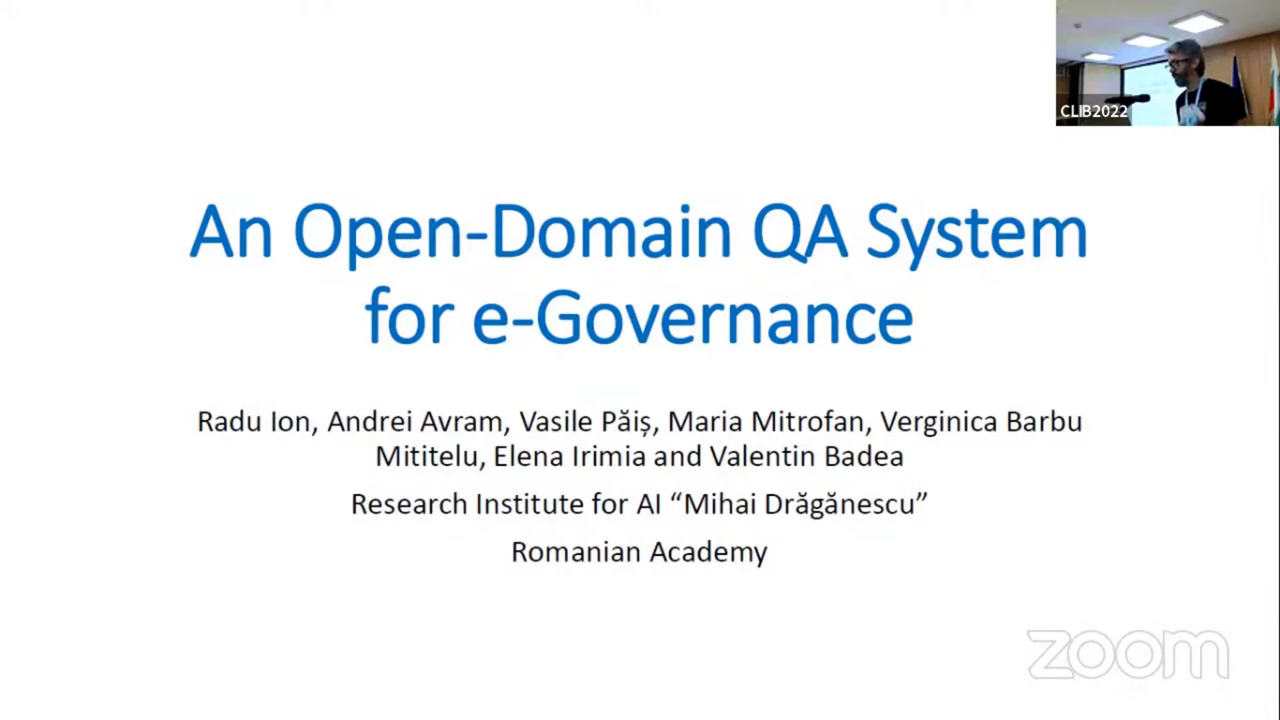 CLIB2022
An Open-Domain QA System
for e-Governance
Radu Ion, Andrei Avram, Vasile Păiș, Maria Mitrofan, Verginica Barbu
Mititelu, Elena Irimia and Valentin Badea
Research Institute for AI “Mihai Drăgănescu”
Romanian Academy
zoom